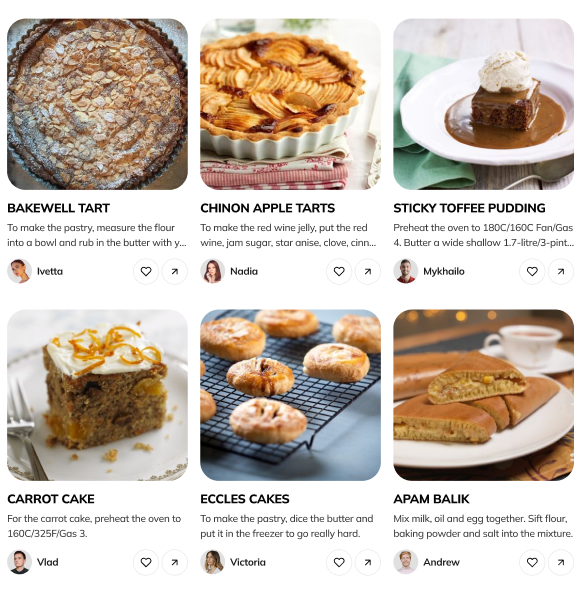 BAKEWELL TART
To make the pastry, measure the flour
into a bowl and rub in the butter with y...
Ivetta
CHINON APPLE TARTS
To make the red wine jelly, put the red
wine, jam sugar, star anise, clove, cinn...
Nadia
STICKY TOFFEE PUDDING
Preheat the oven to 180C/160C Fan/Gas
4. Butter a wide shallow 1.7-litre/3-pint...
Mykhailo
CARROT CAKE
For the carrot cake, preheat the oven to
160C/325F/Gas 3.
Vlad
ECCLES CAKES
To make the pastry, dice the butter and
put it in the freezer to go really hard.
Victoria
APAM BALIK
Mix milk, oil and egg together. Sift flour,
baking powder and salt into the mixture.
Andrew